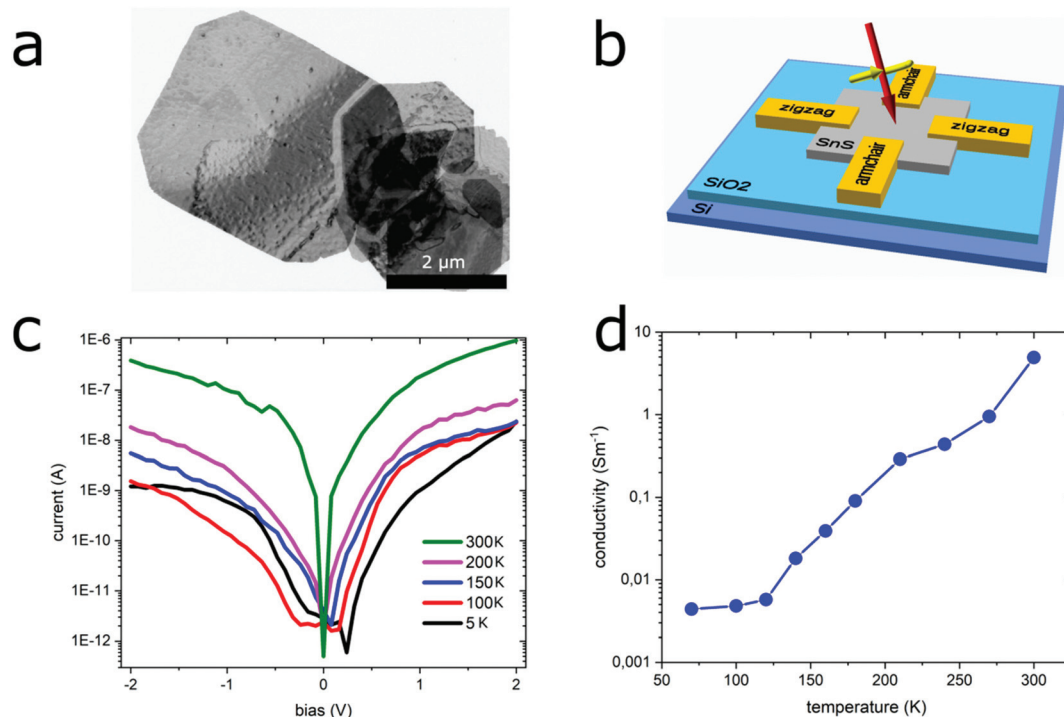 a
2 μm
b
armchair
zigzag
zigzag
SnS
armchair
SiO2
Si
c
1E-6
1E-7
1E-8
1E-9
1E-10
1E-11
1E-12
current (A)
300K
200K
150K
100K
5 K
-2 -1 0 1 2
bias (V)
d
10
1
0,1
0,01
0,001
conductivity (Sm⁻¹)
50 100 150 200 250 300
temperature (K)